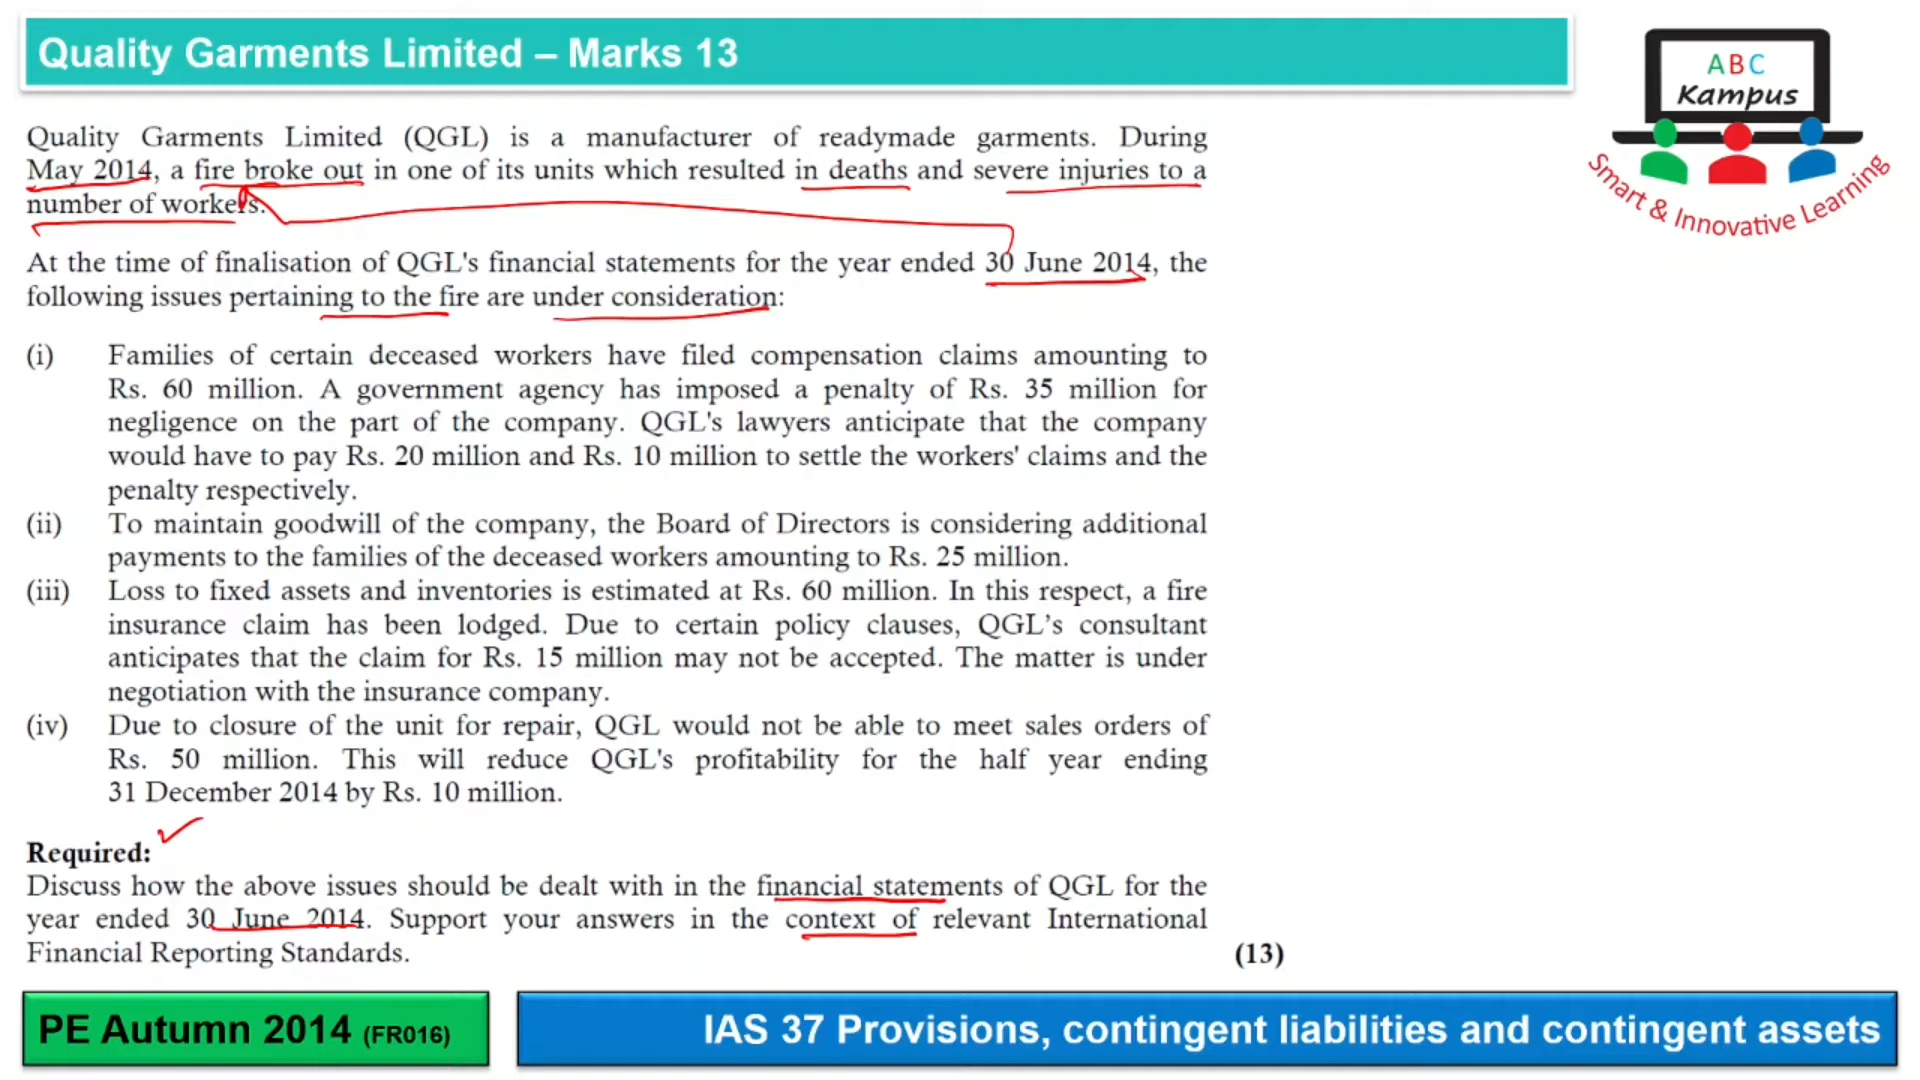 Quality Garments Limited – Marks 13
ABC
Kampus
Smart & Innovative Learning
Quality Garments Limited (QGL) is a manufacturer of readymade garments. During
May 2014, a fire broke out in one of its units which resulted in deaths and severe injuries to a
number of workers.
At the time of finalisation of QGL's financial statements for the year ended 30 June 2014, the
following issues pertaining to the fire are under consideration:
(i) Families of certain deceased workers have filed compensation claims amounting to
Rs. 60 million. A government agency has imposed a penalty of Rs. 35 million for
negligence on the part of the company. QGL's lawyers anticipate that the company
would have to pay Rs. 20 million and Rs. 10 million to settle the workers' claims and the
penalty respectively.
(ii) To maintain goodwill of the company, the Board of Directors is considering additional
payments to the families of the deceased workers amounting to Rs. 25 million.
(iii) Loss to fixed assets and inventories is estimated at Rs. 60 million. In this respect, a fire
insurance claim has been lodged. Due to certain policy clauses, QGL’s consultant
anticipates that the claim for Rs. 15 million may not be accepted. The matter is under
negotiation with the insurance company.
(iv) Due to closure of the unit for repair, QGL would not be able to meet sales orders of
Rs. 50 million. This will reduce QGL's profitability for the half year ending
31 December 2014 by Rs. 10 million.
Required:
Discuss how the above issues should be dealt with in the financial statements of QGL for the
year ended 30 June 2014. Support your answers in the context of relevant International
Financial Reporting Standards. (13)
PE Autumn 2014 (FR016)
IAS 37 Provisions, contingent liabilities and contingent assets